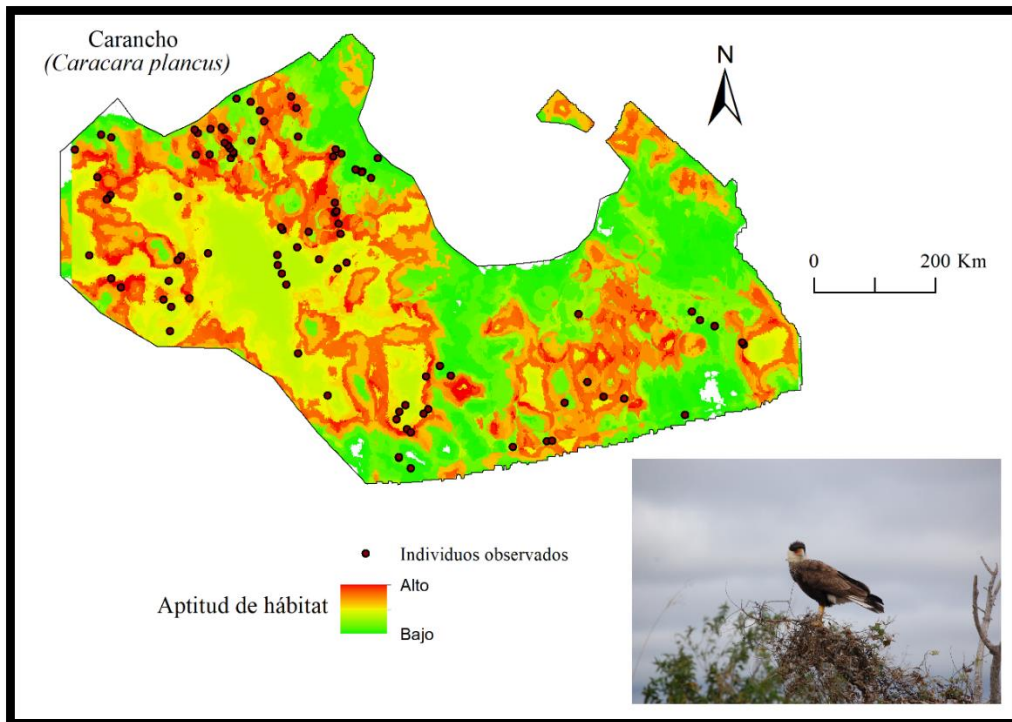 Carancho
(Caracara plancus)
N
0 200 Km
Individuos observados
Aptitud de hábitat
Alto
Bajo